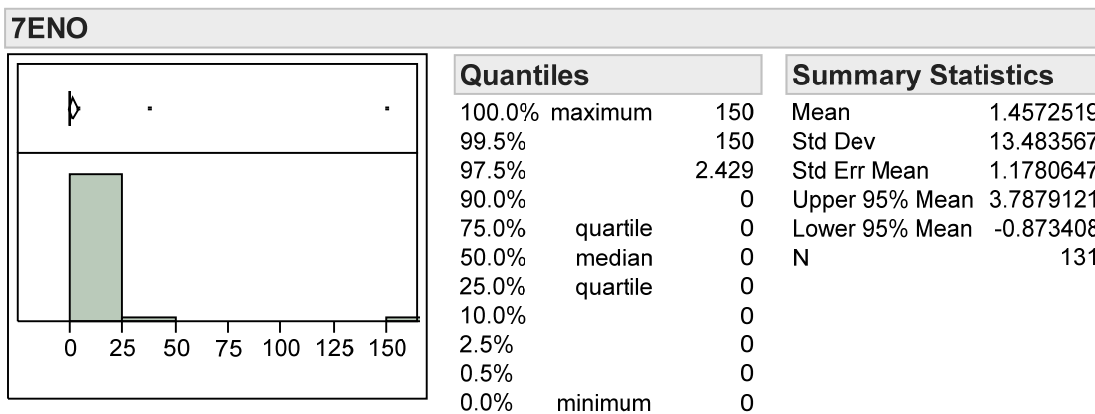 7ENO
0 25 50 75 100 125 150
Quantiles
100.0% maximum 150
99.5% 150
97.5% 2.429
90.0% 0
75.0% quartile 0
50.0% median 0
25.0% quartile 0
10.0% 0
2.5% 0
0.5% 0
0.0% minimum 0
Summary Statistics
Mean 1.4572519
Std Dev 13.483567
Std Err Mean 1.1780647
Upper 95% Mean 3.7879121
Lower 95% Mean -0.873408
N 131